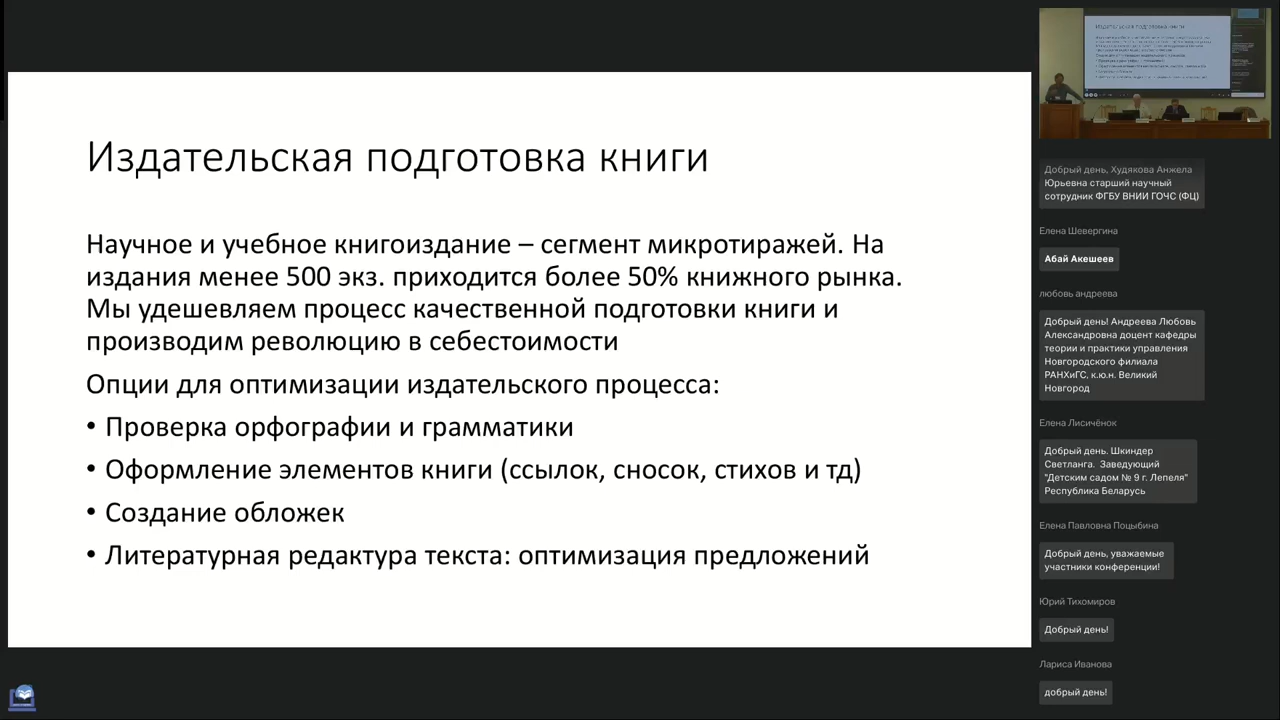 Издательская подготовка книги
Научное и учебное книгоиздание – сегмент микротиражей. На
издания менее 500 экз. приходится более 50% книжного рынка.
Мы удешевляем процесс качественной подготовки книги и
производим революцию в себестоимости
Опции для оптимизации издательского процесса:
• Проверка орфографии и грамматики
• Оформление элементов книги (ссылок, сносок, стихов и тд)
• Создание обложек
• Литературная редактура текста: оптимизация предложений
Издательская подготовка книги
Добрый день, Худякова Анжела
Юрьевна старший научный
сотрудник ФГБУ ВНИИ ГОЧС (ФЦ)
Елена Шевергина
Абай Акешеев
любовь андреева
Добрый день! Андреева Любовь
Александровна доцент кафедры
теории и практики управления
Новгородского филиала
РАНХиГС, к.ю.н. Великий
Новгород
Елена Лисичёнок
Добрый день. Шкиндер
Светланга. Заведующий
"Детским садом № 9 г. Лепеля"
Республика Беларусь
Елена Павловна Поцыбина
Добрый день, уважаемые
участники конференции!
Юрий Тихомиров
Добрый день!
Лариса Иванова
добрый день!